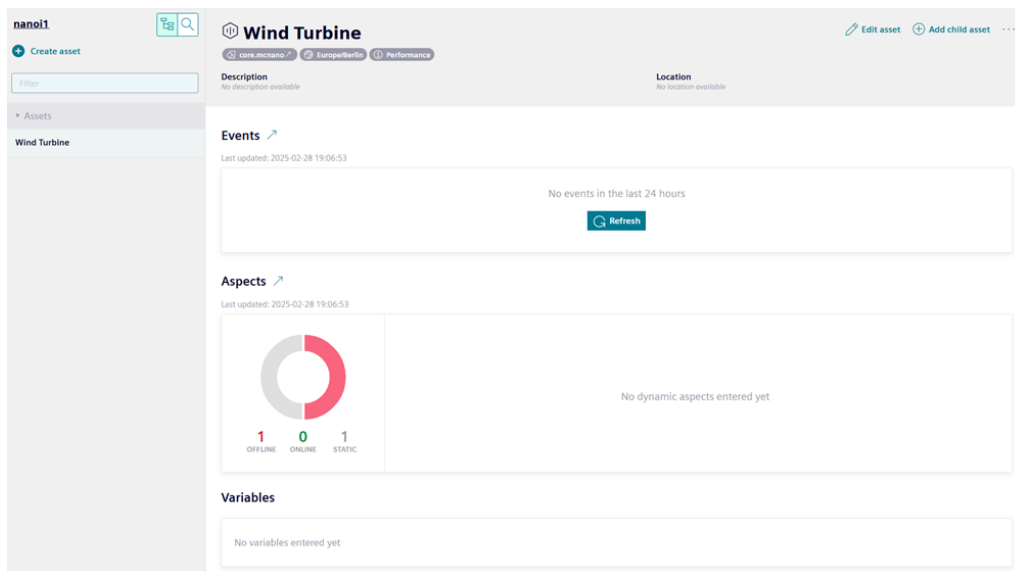 nanoi1
Create asset
Filter
Assets
Wind Turbine
Wind Turbine
core.mcnano
Europe/Berlin
Performance
Edit asset
Add child asset
Description
No description available
Location
No location available
Events
Last updated: 2025-02-28 19:06:53
No events in the last 24 hours
Refresh
Aspects
Last updated: 2025-02-28 19:06:53
1 0 1
OFFLINE ONLINE STATIC
No dynamic aspects entered yet
Variables
No variables entered yet